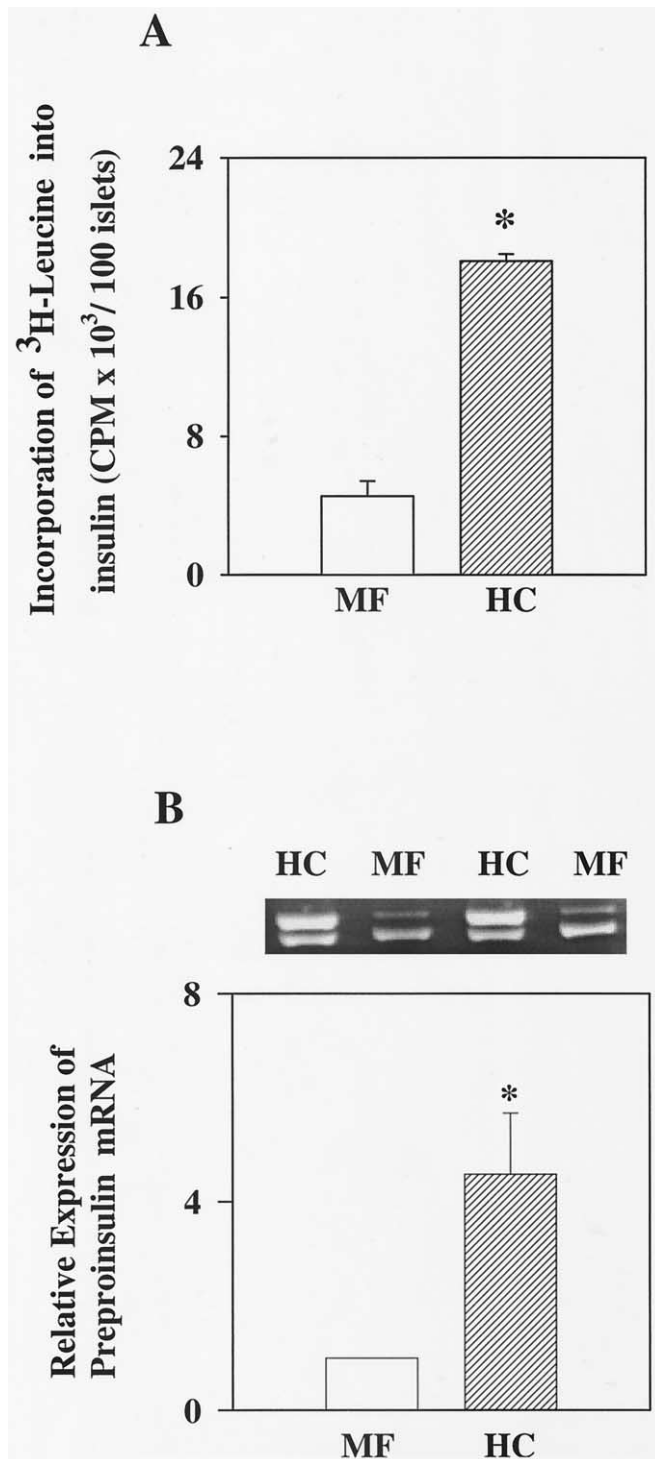 A
Incorporation of ³H-Leucine into
insulin (CPM x 10³/ 100 islets)
24
16
8
0
*
MF HC
B
HC MF HC MF
Relative Expression of
Preproinsulin mRNA
8
4
0
*
MF HC